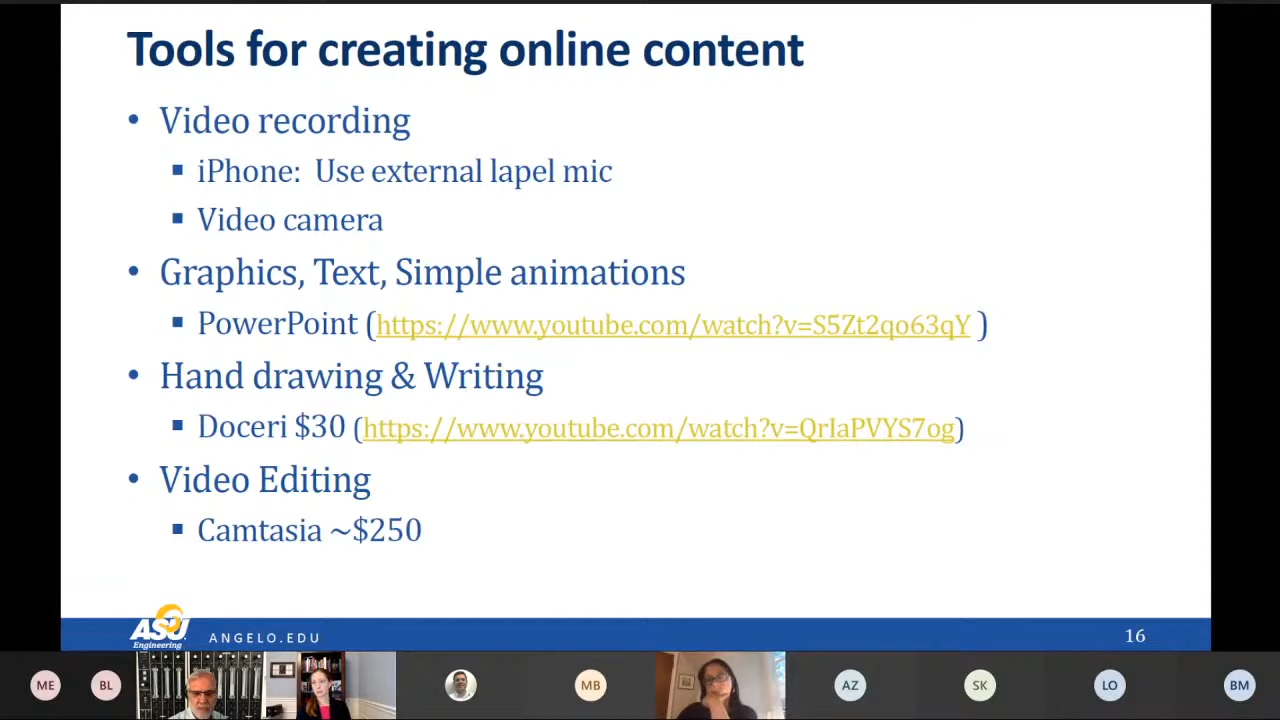 Tools for creating online content
• Video recording
▪ iPhone: Use external lapel mic
▪ Video camera
• Graphics, Text, Simple animations
▪ PowerPoint (https://www.youtube.com/watch?v=S5Zt2qo63qY )
• Hand drawing & Writing
▪ Doceri $30 (https://www.youtube.com/watch?v=QrIaPVYS7og)
• Video Editing
▪ Camtasia ~$250
ASU
Engineering
ANGELO.EDU
16
ME
BL
MB
AZ
SK
LO
BM